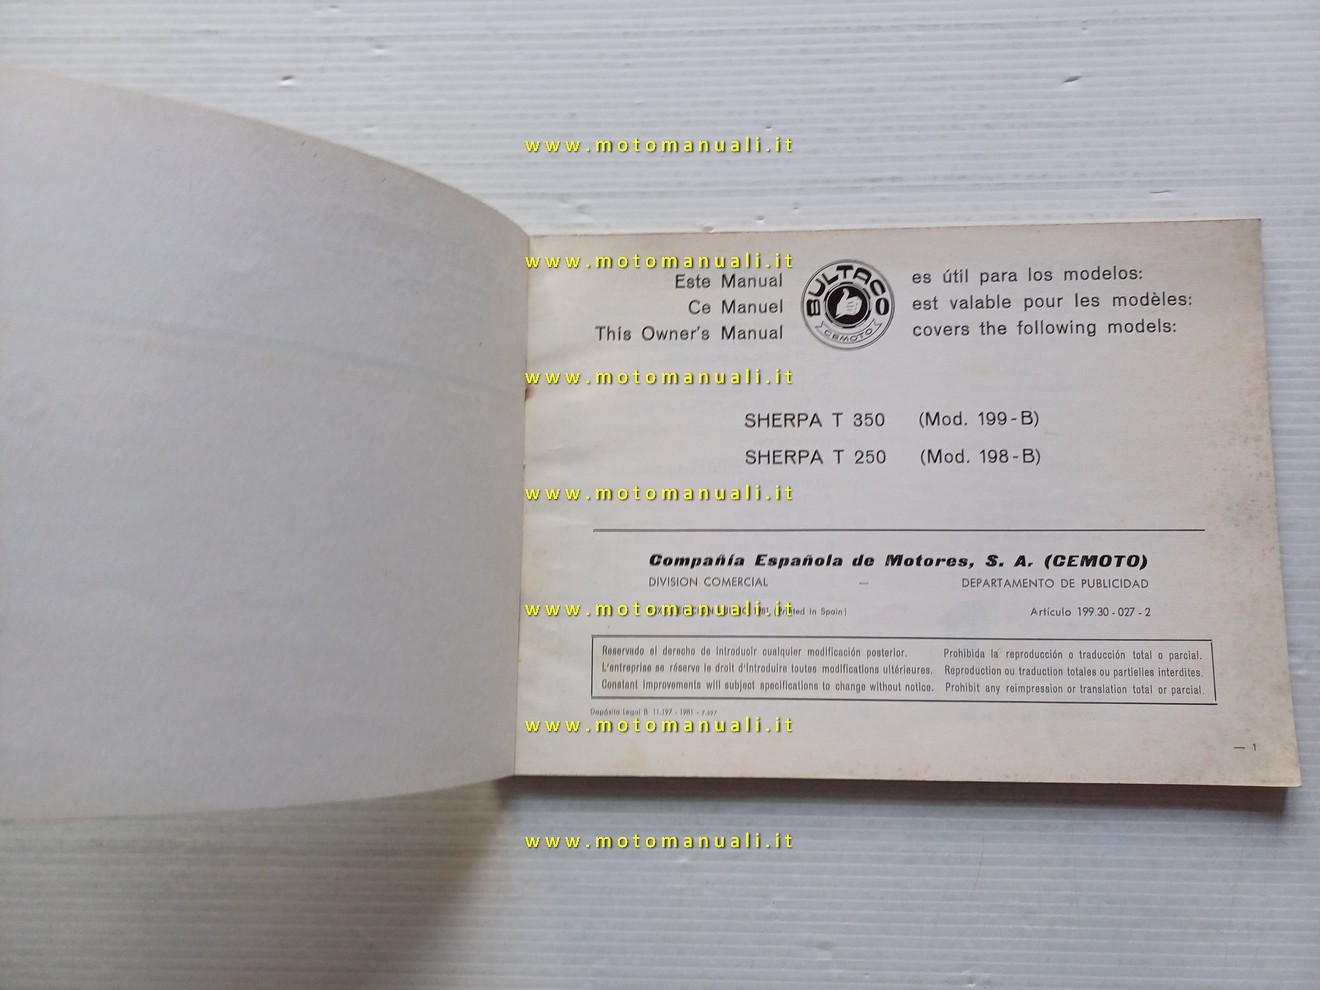 www.motomanuali.it
www.motomanuali.it
Este Manual es útil para los modelos:
Ce Manuel est valable pour les modèles:
This Owner's Manual covers the following models:
BULTACO
CEMOTO
www.motomanuali.it
SHERPA T 350 (Mod. 199-B)
SHERPA T 250 (Mod. 198-B)
www.motomanuali.it
Compañía Española de Motores, S. A. (CEMOTO)
DIVISION COMERCIAL — DEPARTAMENTO DE PUBLICIDAD
www.motomanuali.it
in Spain) Artículo 199.30-027-2
Reservado el derecho de introducir cualquier modificación posterior. Prohibida la reproducción o traducción total o parcial.
L'entreprise se réserve le droit d'introduire toutes modifications ultérieures. Reproduction ou traduction totales ou partielles interdites.
Constant improvements will subject specifications to change without notice. Prohibit any reimpression or translation total or parcial.
Depósito Legal B 11.197 - 1981
www.motomanuali.it
— 1
www.motomanuali.it